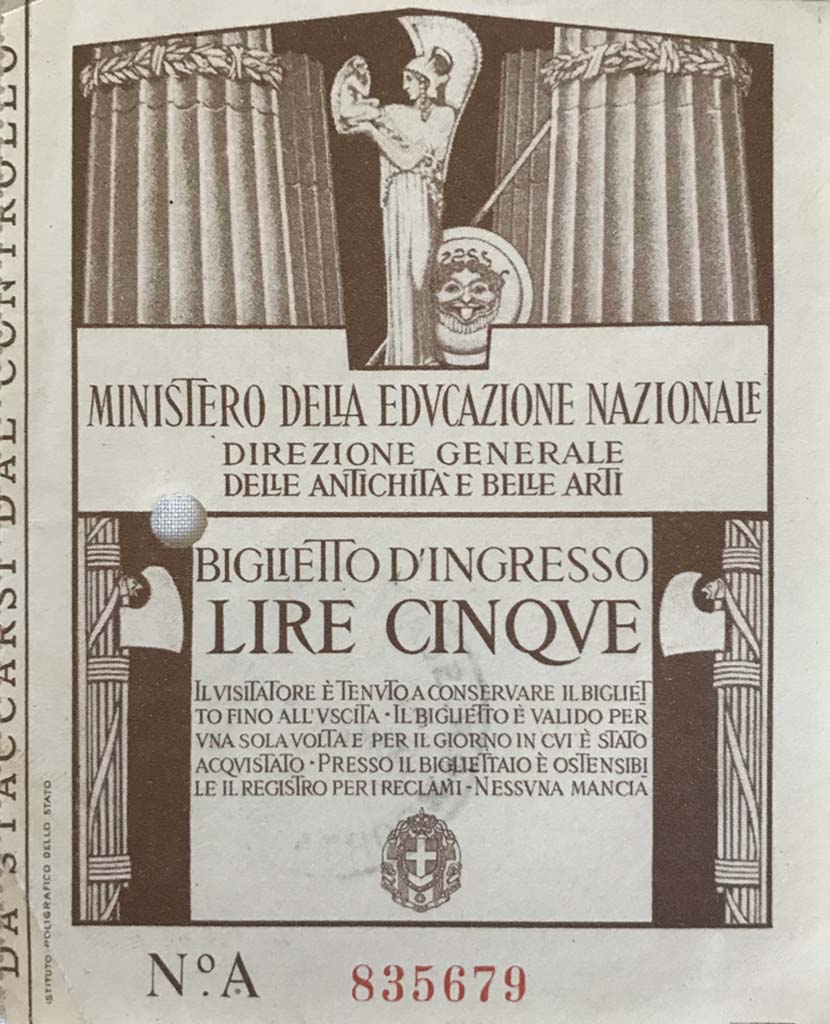 DA STACCARSI DAL CONTROLLO
MINISTERO DELLA EDVCAZIONE NAZIONALE
DIREZIONE GENERALE
DELLE ANTICHITÀ E BELLE ARTI
BIGLIETTO D'INGRESSO
LIRE CINQVE
IL VISITATORE È TENVTO A CONSERVARE IL BIGLIET
TO FINO ALL'VSCITA · IL BIGLIETTO È VALIDO PER
VNA SOLA VOLTA E PER IL GIORNO IN CVI È STATO
ACQVISTATO · PRESSO IL BIGLIETTAIO È OSTENSIBI
LE IL REGISTRO PER I RECLAMI - NESSVNA MANCIA
ISTITUTO POLIGRAFICO DELLO STATO
Nº. A 835679